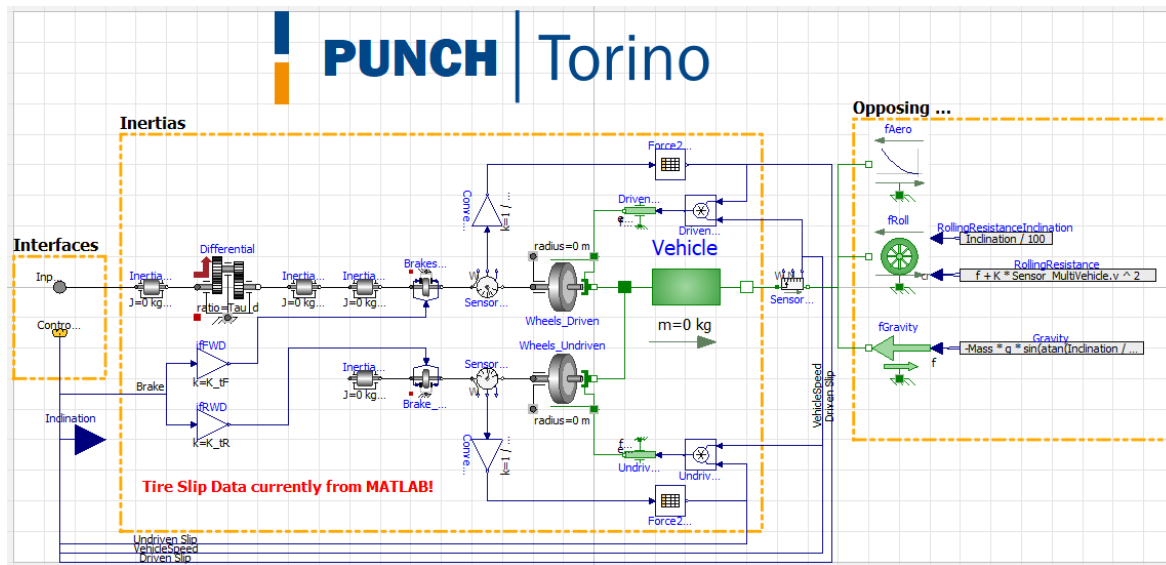 PUNCH Torino
Opposing ...
Inertias
fAero
Force2...
Conve...
k=1 / ...
Driven...
Driven...
fRoll
RollingResistanceInclination
Inclination / 100
Interfaces
Differential
radius=0 m
Vehicle
RollingResistance
f + K * Sensor_MultiVehicle.v ^ 2
Inp...
Inertia...
Inertia...
Inertia...
Brakes...
W
J=0 kg...
ratio=Tau_d
J=0 kg...
J=0 kg...
Sensor...
Wheels_Driven
m=0 kg
Sensor...
Contro...
ifFWD
Wheels_Undriven
fGravity
Gravity
-Mass * g * sin(atan(Inclination / ...
k=K_tF
Inertia...
Sensor...
f
Brake
ifRWD
J=0 kg...
Brake_...
W
VehicleSpeed
Driven Slip
Inclination
k=K_tR
radius=0 m
Conve...
k=1 / ...
Undriv...
Undriv...
Tire Slip Data currently from MATLAB!
Force2...
Undriven Slip
VehicleSpeed
Driven Slip